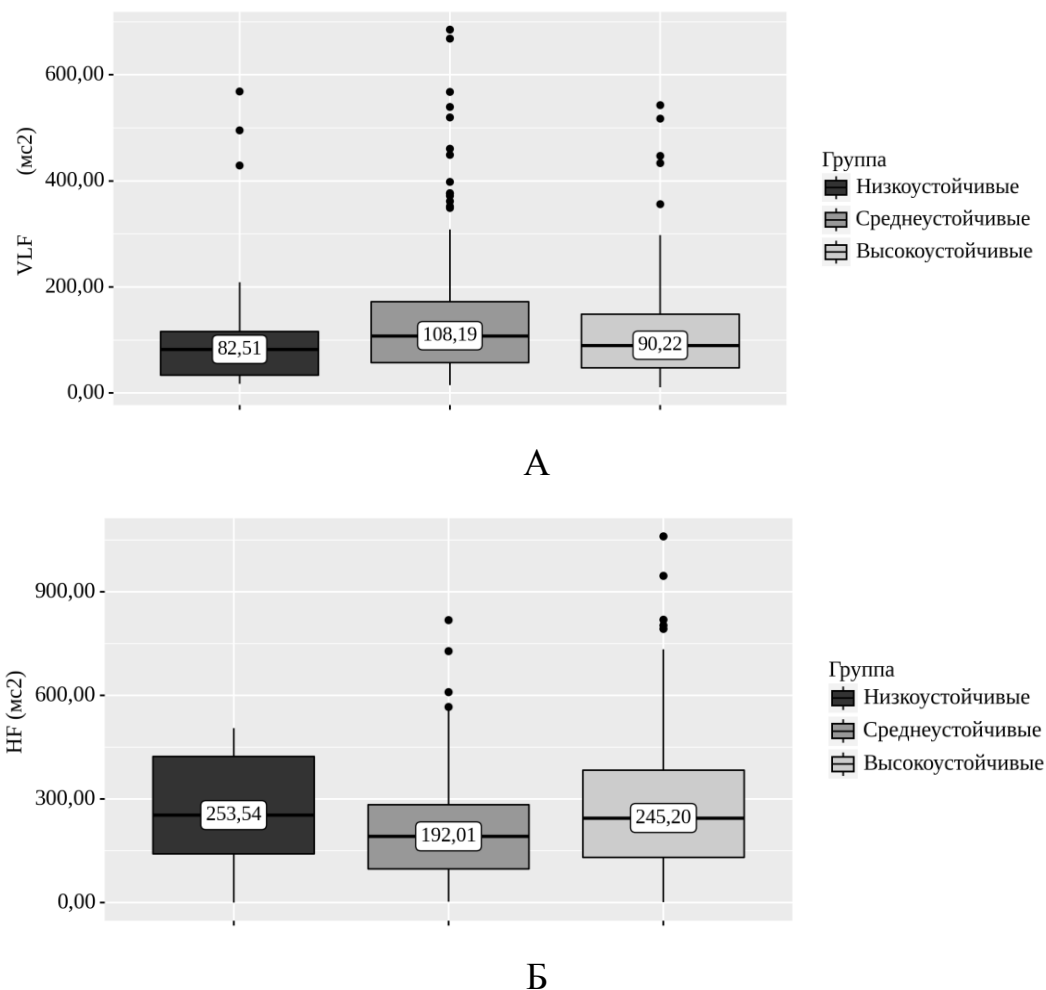 600,00
400,00
200,00
0,00
VLF (мс2)
82,51
108,19
90,22
Группа
Низкоустойчивые
Среднеустойчивые
Высокоустойчивые
А
900,00
600,00
300,00
0,00
HF (мс2)
253,54
192,01
245,20
Группа
Низкоустойчивые
Среднеустойчивые
Высокоустойчивые
Б